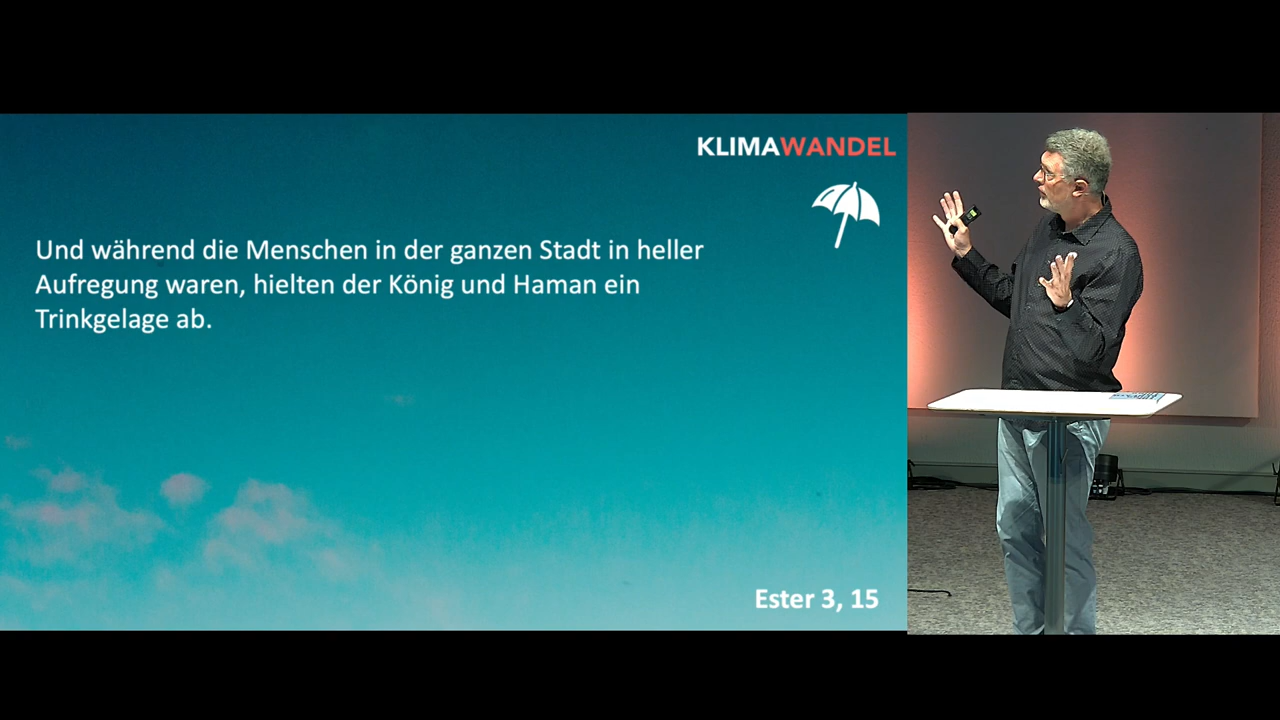 KLIMAWANDEL
Und während die Menschen in der ganzen Stadt in heller
Aufregung waren, hielten der König und Haman ein
Trinkgelage ab.
Ester 3, 15